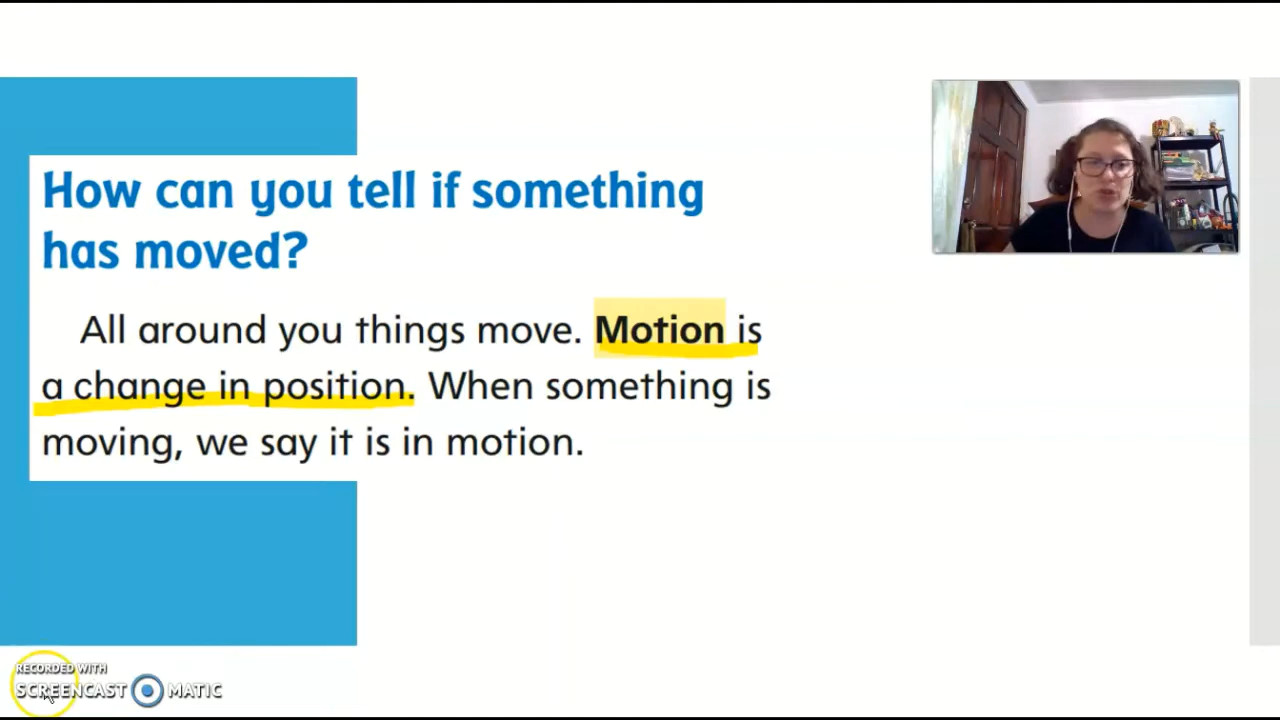 How can you tell if something
has moved?
All around you things move. Motion is
a change in position. When something is
moving, we say it is in motion.
RECORDED WITH
SCREENCAST MATIC